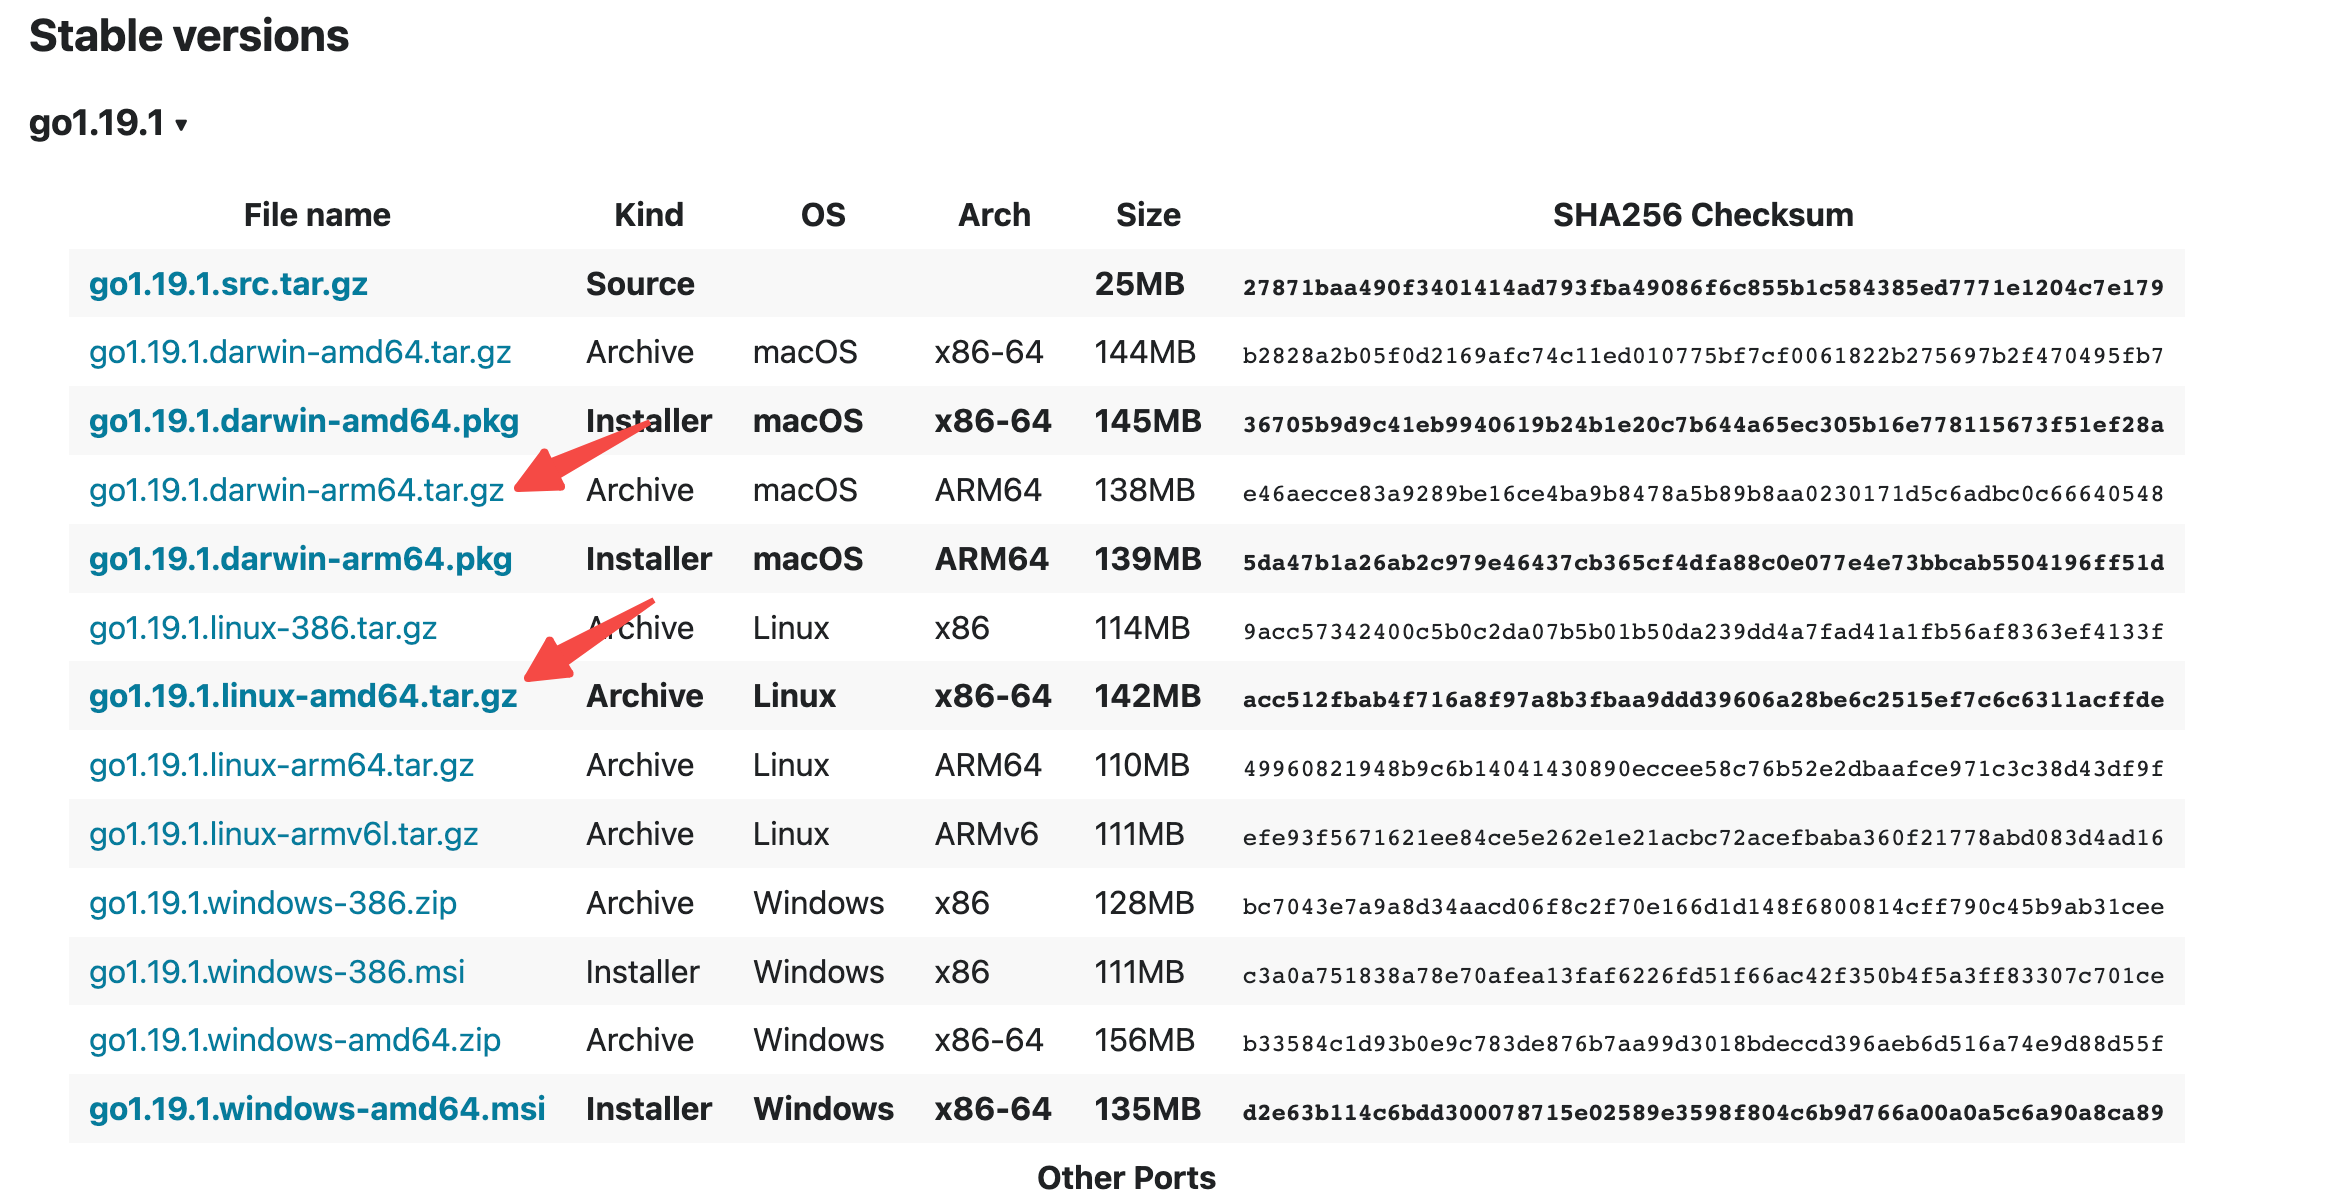 Stable versions
go1.19.1 ▾
File name Kind OS Arch Size SHA256 Checksum
go1.19.1.src.tar.gz Source 25MB 27871baa490f3401414ad793fba49086f6c855b1c584385ed7771e1204c7e179
go1.19.1.darwin-amd64.tar.gz Archive macOS x86-64 144MB b2828a2b05f0d2169afc74c11ed010775bf7cf0061822b275697b2f470495fb7
go1.19.1.darwin-amd64.pkg Installer macOS x86-64 145MB 36705b9d9c41eb9940619b24b1e20c7b644a65ec305b16e778115673f51ef28a
go1.19.1.darwin-arm64.tar.gz Archive macOS ARM64 138MB e46aecce83a9289be16ce4ba9b8478a5b89b8aa0230171d5c6adbc0c66640548
go1.19.1.darwin-arm64.pkg Installer macOS ARM64 139MB 5da47b1a26ab2c979e46437cb365cf4dfa88c0e077e4e73bbcab5504196ff51d
go1.19.1.linux-386.tar.gz Archive Linux x86 114MB 9acc57342400c5b0c2da07b5b01b50da239dd4a7fad41a1fb56af8363ef4133f
go1.19.1.linux-amd64.tar.gz Archive Linux x86-64 142MB acc512fbab4f716a8f97a8b3fbaa9ddd39606a28be6c2515ef7c6c6311acffde
go1.19.1.linux-arm64.tar.gz Archive Linux ARM64 110MB 49960821948b9c6b14041430890eccee58c76b52e2dbaafce971c3c38d43df9f
go1.19.1.linux-armv6l.tar.gz Archive Linux ARMv6 111MB efe93f5671621ee84ce5e262e1e21acbc72acefbaba360f21778abd083d4ad16
go1.19.1.windows-386.zip Archive Windows x86 128MB bc7043e7a9a8d34aacd06f8c2f70e166d1d148f6800814cff790c45b9ab31cee
go1.19.1.windows-386.msi Installer Windows x86 111MB c3a0a751838a78e70afea13faf6226fd51f66ac42f350b4f5a3ff83307c701ce
go1.19.1.windows-amd64.zip Archive Windows x86-64 156MB b33584c1d93b0e9c783de876b7aa99d3018bdeccd396aeb6d516a74e9d88d55f
go1.19.1.windows-amd64.msi Installer Windows x86-64 135MB d2e63b114c6bdd300078715e02589e3598f804c6b9d766a00a0a5c6a90a8ca89
Other Ports